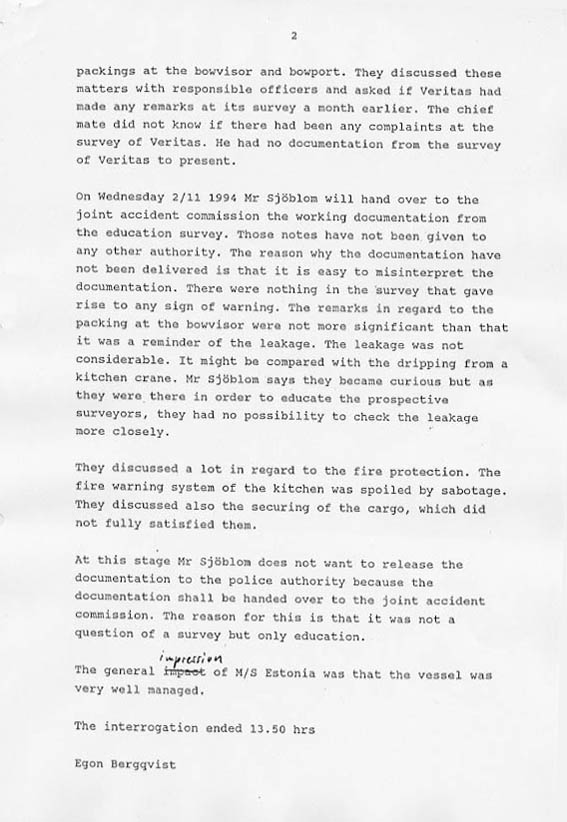 2
packings at the bowvisor and bowport. They discussed these
matters with responsible officers and asked if Veritas had
made any remarks at its survey a month earlier. The chief
mate did not know if there had been any complaints at the
survey of Veritas. He had no documentation from the survey
of Veritas to present.
On Wednesday 2/11 1994 Mr Sjöblom will hand over to the
joint accident commission the working documentation from
the education survey. Those notes have not been given to
any other authority. The reason why the documentation have
not been delivered is that it is easy to misinterpret the
documentation. There were nothing in the survey that gave
rise to any sign of warning. The remarks in regard to the
packing at the bowvisor were not more significant than that
it was a reminder of the leakage. The leakage was not
considerable. It might be compared with the dripping from a
kitchen crane. Mr Sjöblom says they became curious but as
they were there in order to educate the prospective
surveyors, they had no possibility to check the leakage
more closely.
They discussed a lot in regard to the fire protection. The
fire warning system of the kitchen was spoiled by sabotage.
They discussed also the securing of the cargo, which did
not fully satisfied them.
At this stage Mr Sjöblom does not want to release the
documentation to the police authority because the
documentation shall be handed over to the joint accident
commission. The reason for this is that it was not a
question of a survey but only education.
impression
The general impact of M/S Estonia was that the vessel was
very well managed.
The interrogation ended 13.50 hrs
Egon Bergqvist